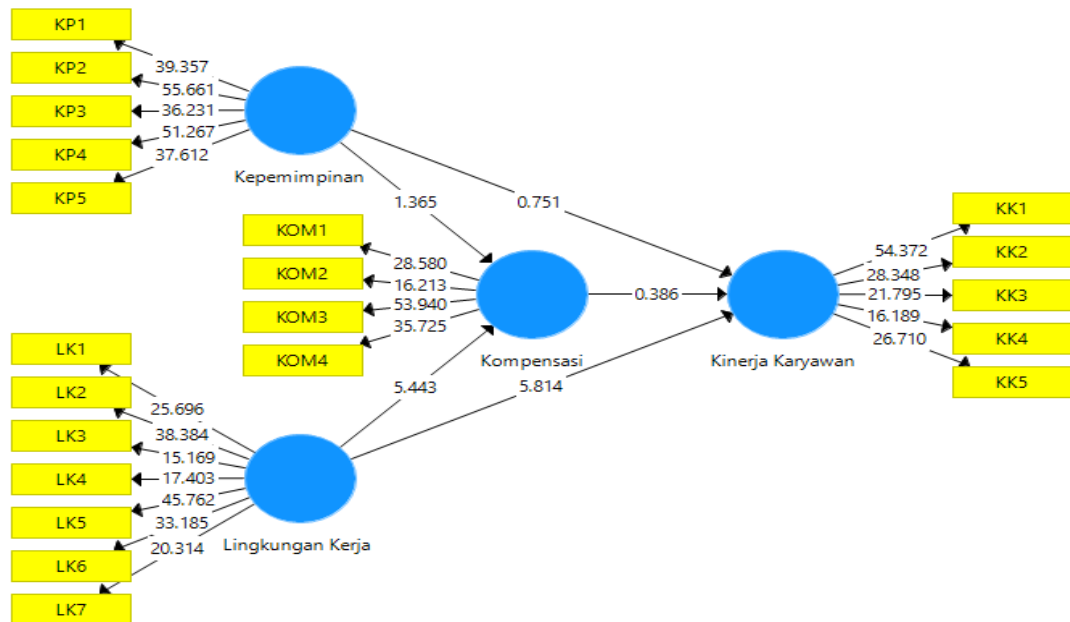 KP1
KP2
KP3
KP4
KP5
39.357
55.661
36.231
51.267
37.612
Kepemimpinan
1.365
0.751
KOM1
KOM2
KOM3
KOM4
28.580
16.213
53.940
35.725
Kompensasi
0.386
KK1
KK2
KK3
KK4
KK5
54.372
28.348
21.795
16.189
26.710
Kinerja Karyawan
LK1
LK2
LK3
LK4
LK5
LK6
LK7
25.696
38.384
15.169
17.403
45.762
33.185
20.314
Lingkungan Kerja
5.443
5.814